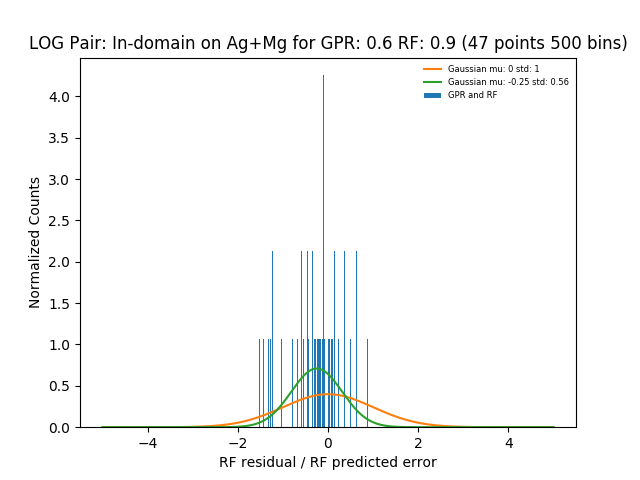 LOG Pair: In-domain on Ag+Mg for GPR: 0.6 RF: 0.9 (47 points 500 bins)
Gaussian mu: 0 std: 1
Gaussian mu: -0.25 std: 0.56
GPR and RF
Normalized Counts
4.0
3.5
3.0
2.5
2.0
1.5
1.0
0.5
0.0
−4 −2 0 2 4
RF residual / RF predicted error